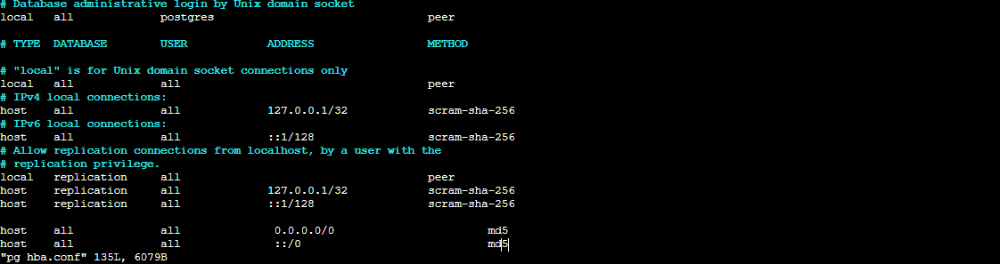 # Database administrative login by Unix domain socket
local   all             postgres                                peer
# TYPE  DATABASE        USER            ADDRESS                 METHOD
# "local" is for Unix domain socket connections only
local   all             all                                     peer
# IPv4 local connections:
host    all             all             127.0.0.1/32            scram-sha-256
# IPv6 local connections:
host    all             all             ::1/128                 scram-sha-256
# Allow replication connections from localhost, by a user with the
# replication privilege.
local   replication     all                                     peer
host    replication     all             127.0.0.1/32            scram-sha-256
host    replication     all             ::1/128                 scram-sha-256
host    all             all              0.0.0.0/0                       md5
host    all             all              ::/0                            md5
"pg_hba.conf" 135L, 6079B